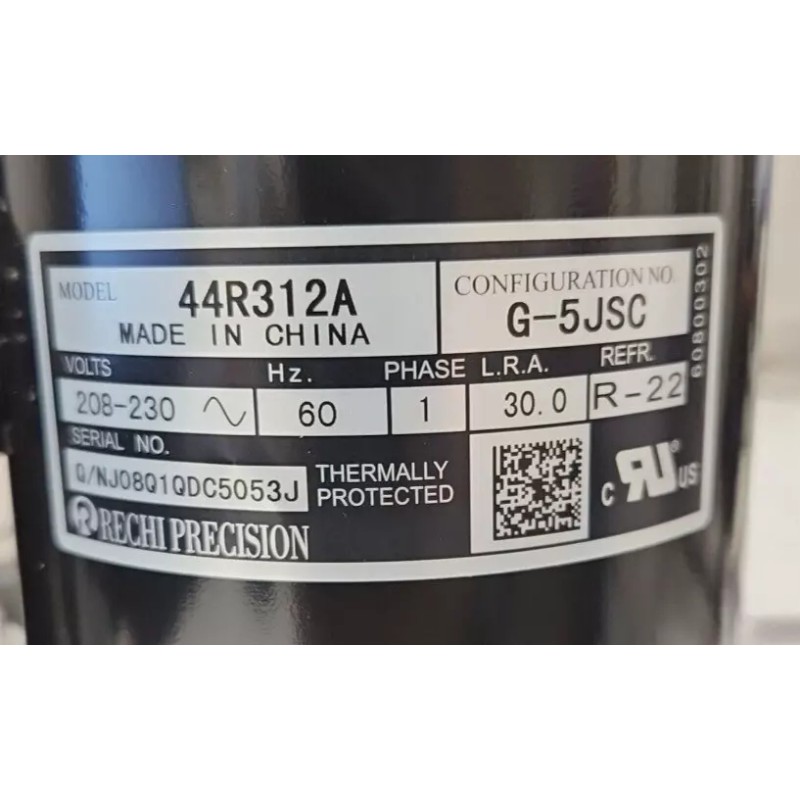 MODEL 44R312A
MADE IN CHINA
CONFIGURATION NO.
G-5JSC
60800302
VOLTS Hz. PHASE L.R.A. REFR.
208-230 60 1 30.0 R-22
SERIAL NO.
Q/NJ08Q1QDC5053J
THERMALLY
PROTECTED
R RECHI PRECISION
C RU ® US